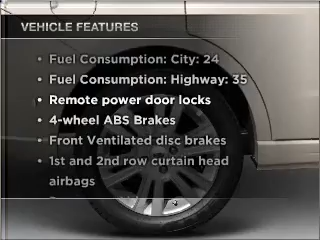 VEHICLE FEATURES
• Fuel Consumption: City: 24
• Fuel Consumption: Highway: 35
• Remote power door locks
• 4-wheel ABS Brakes
• Front Ventilated disc brakes
• 1st and 2nd row curtain head
airbags